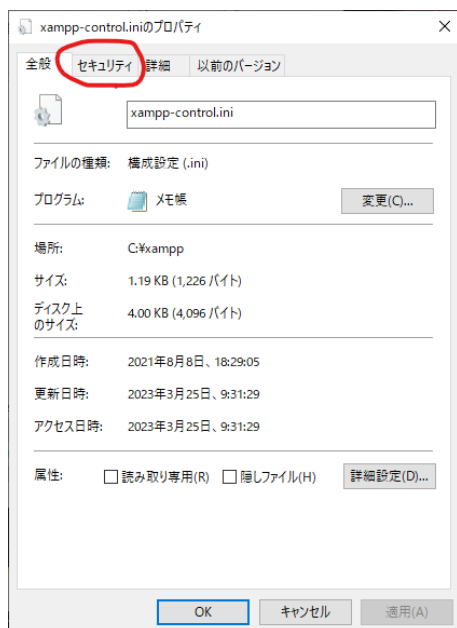 xampp-control.iniのプロパティ
全般 セキュリティ 詳細 以前のバージョン
xampp-control.ini
ファイルの種類: 構成設定 (.ini)
プログラム: メモ帳 変更(C)...
場所: C:¥xampp
サイズ: 1.19 KB (1,226 バイト)
ディスク上
のサイズ: 4.00 KB (4,096 バイト)
作成日時: 2021年8月8日、18:29:05
更新日時: 2023年3月25日、9:31:29
アクセス日時: 2023年3月25日、9:31:29
属性: 読み取り専用(R) 隠しファイル(H) 詳細設定(D)...
OK キャンセル 適用(A)